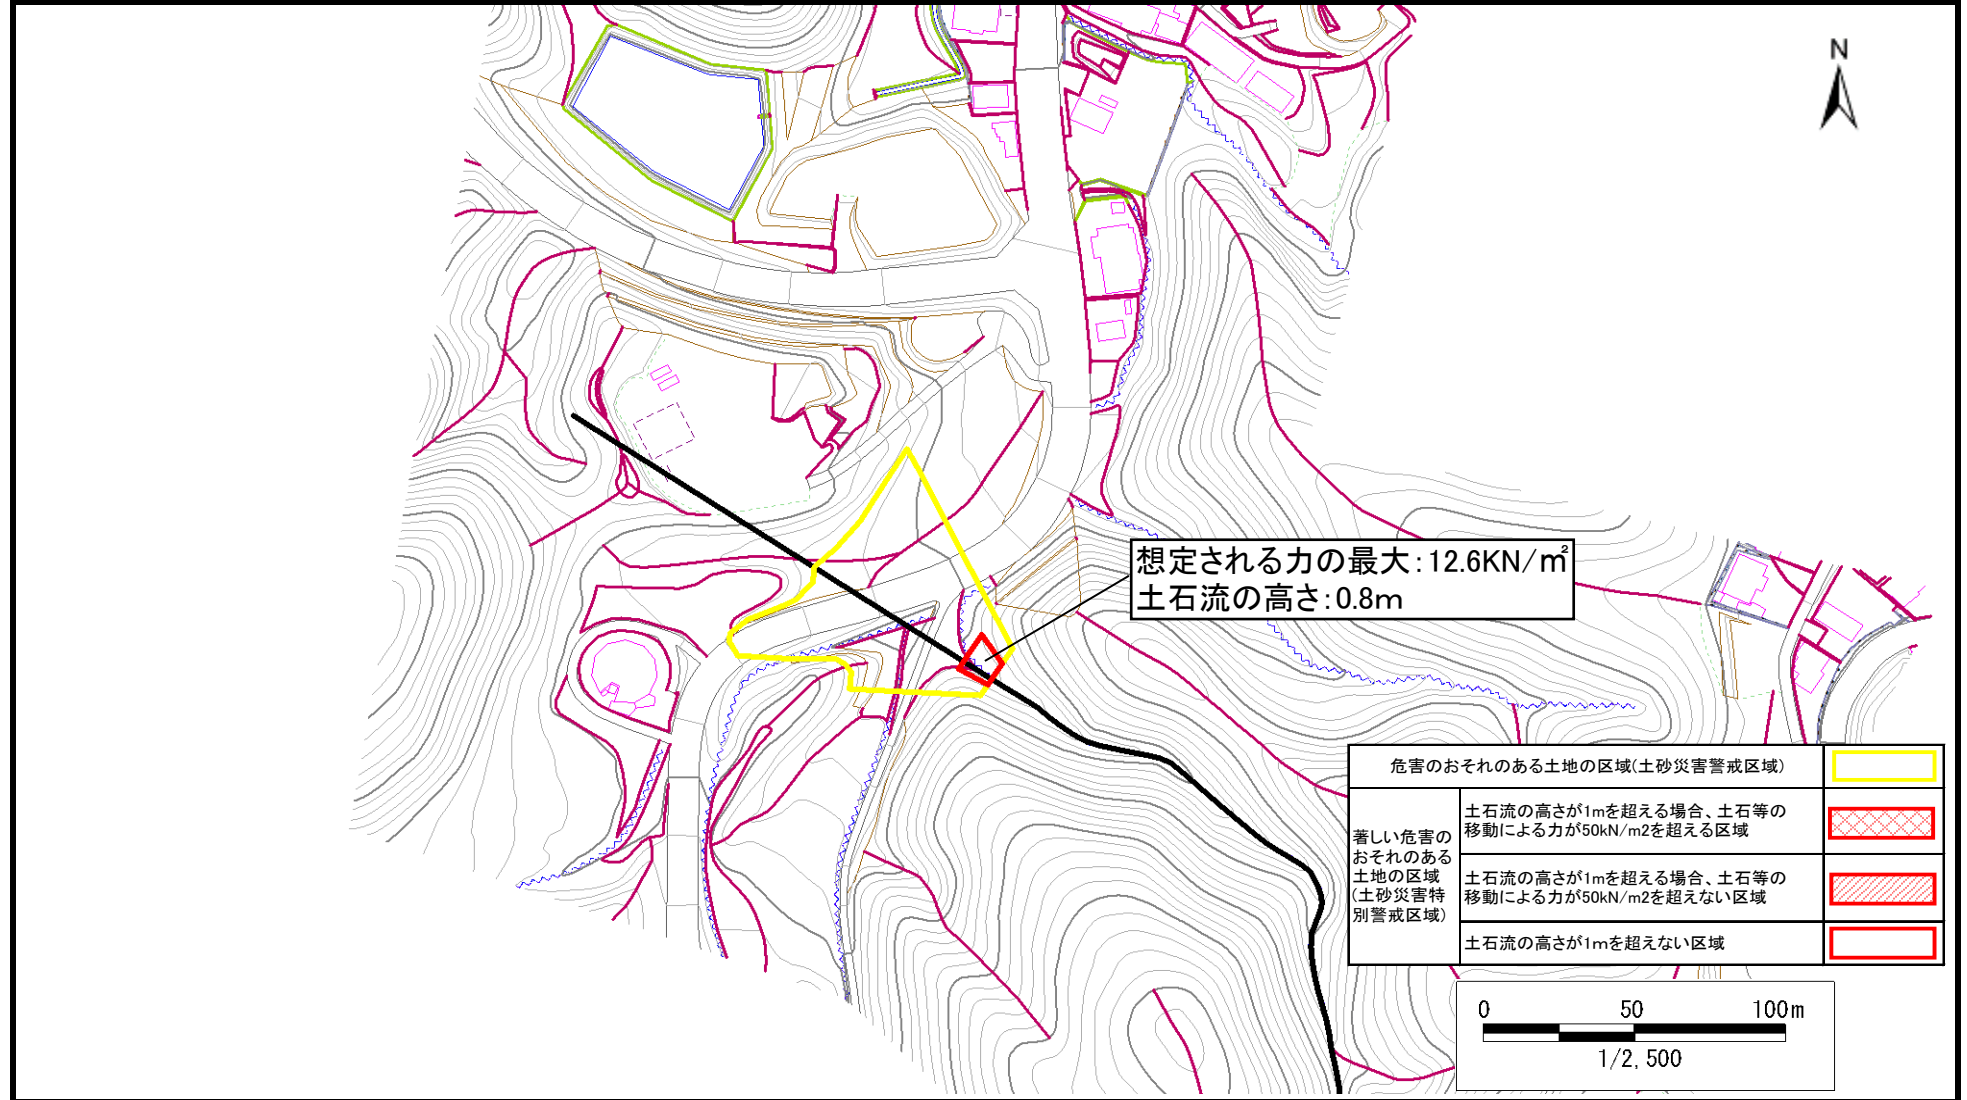 N
想定される力の最大:12.6KN/㎡
土石流の高さ:0.8m
危害のおそれのある土地の区域(土砂災害警戒区域)
著しい危害の
おそれのある
土地の区域
(土砂災害特
別警戒区域)
土石流の高さが1mを超える場合、土石等の
移動による力が50kN/m2を超える区域
土石流の高さが1mを超える場合、土石等の
移動による力が50kN/m2を超えない区域
土石流の高さが1mを超えない区域
0 50 100m
1/2,500